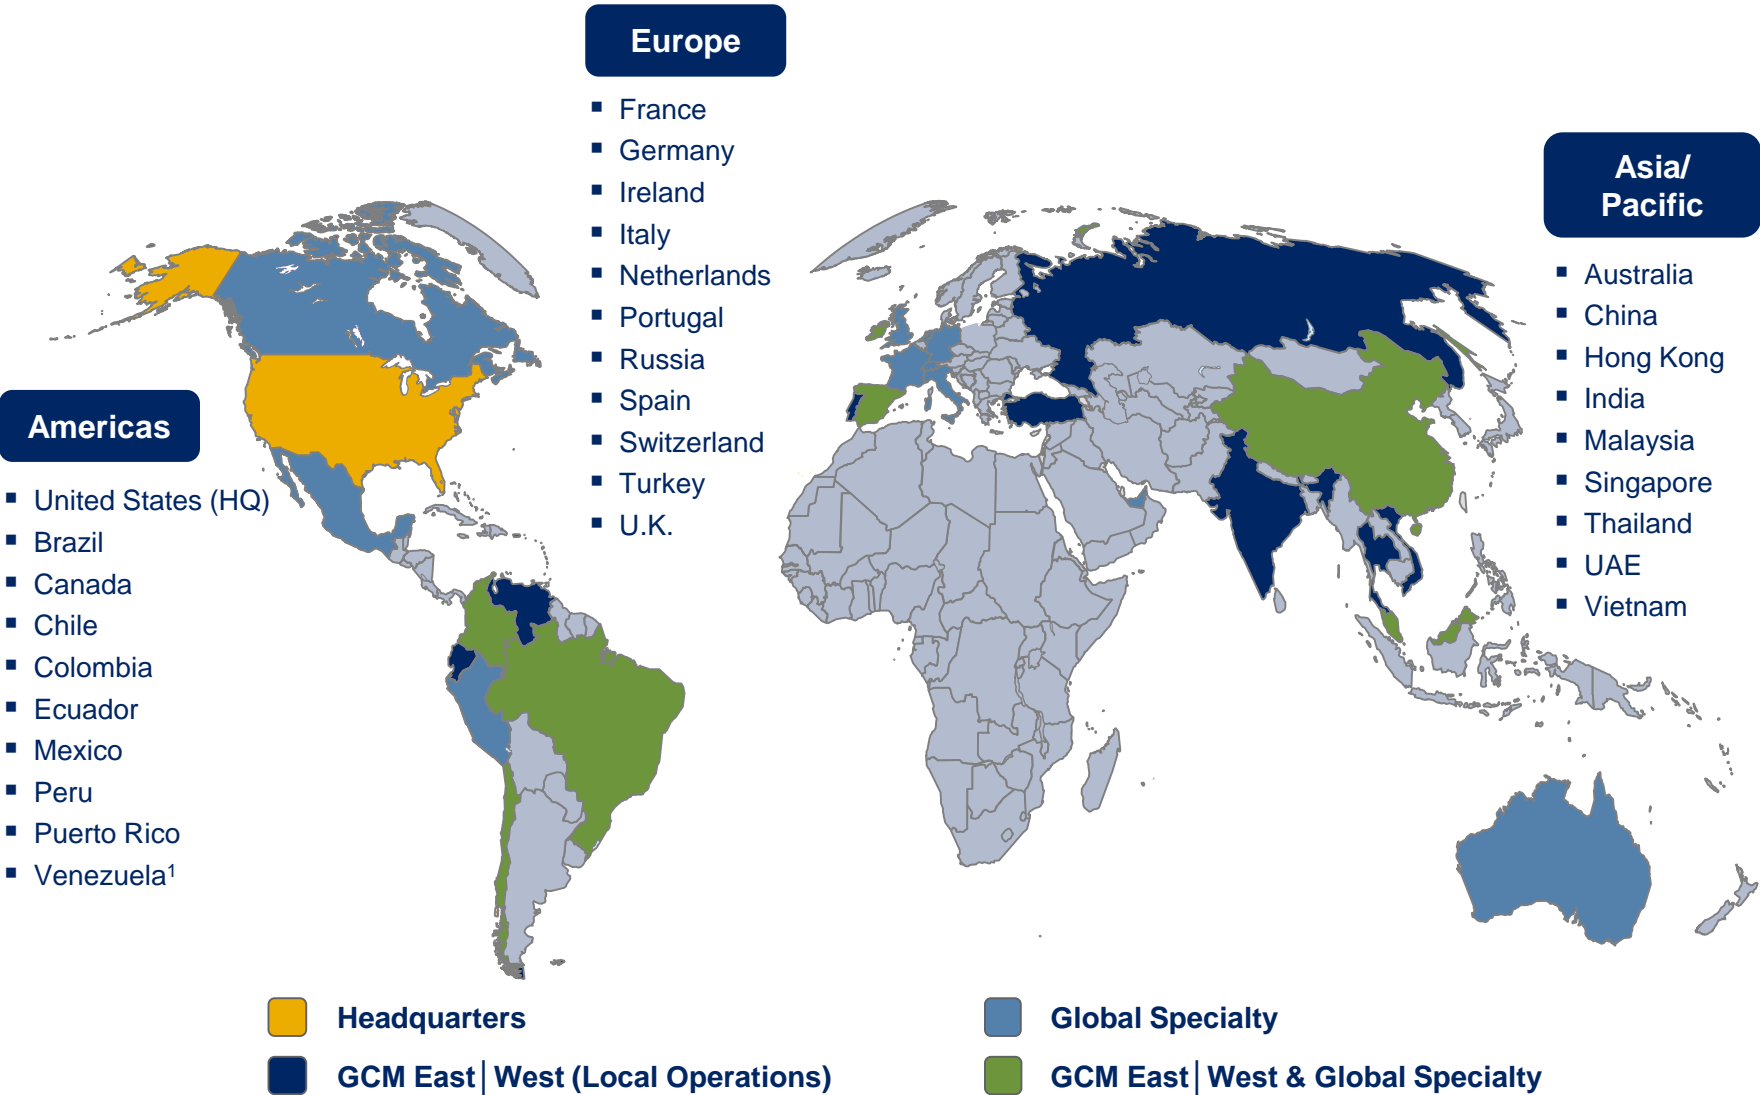 Europe
▪ France
▪ Germany
▪ Ireland
▪ Italy
▪ Netherlands
▪ Portugal
▪ Russia
▪ Spain
▪ Switzerland
▪ Turkey
▪ U.K.
Asia/
Pacific
▪ Australia
▪ China
▪ Hong Kong
▪ India
▪ Malaysia
▪ Singapore
▪ Thailand
▪ UAE
▪ Vietnam
Americas
▪ United States (HQ)
▪ Brazil
▪ Canada
▪ Chile
▪ Colombia
▪ Ecuador
▪ Mexico
▪ Peru
▪ Puerto Rico
▪ Venezuela¹
Headquarters
GCM East│West (Local Operations)
Global Specialty
GCM East│West & Global Specialty